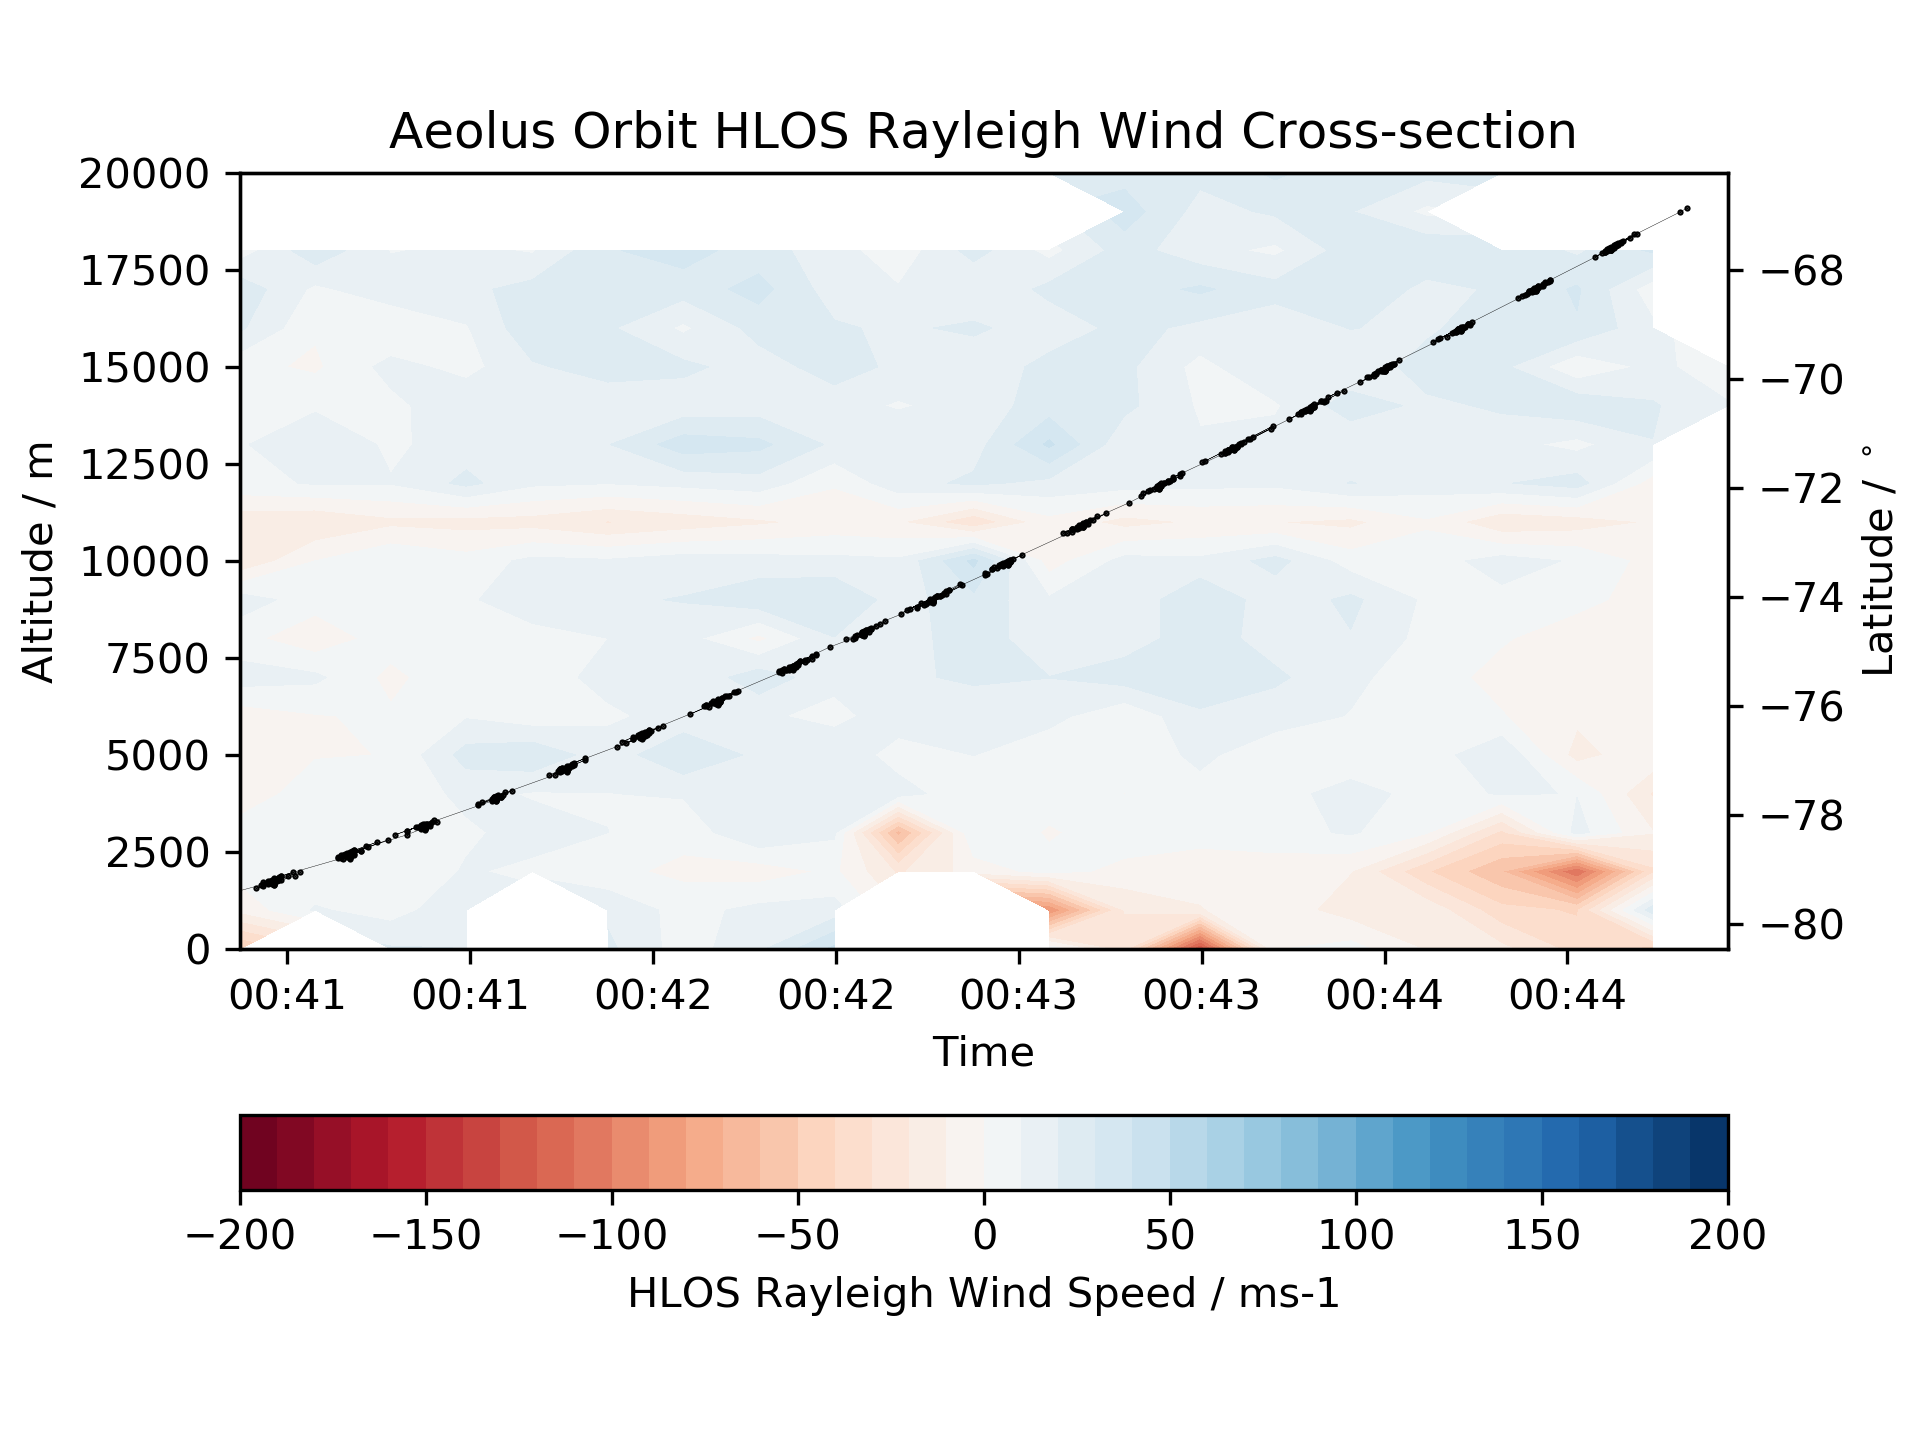 Aeolus Orbit HLOS Rayleigh Wind Cross-section
20000
17500
15000
12500
10000
7500
5000
2500
0
Altitude / m
−68
−70
−72
−74
−76
−78
−80
Latitude / °
00:41 00:41 00:42 00:42 00:43 00:43 00:44 00:44
Time
−200 −150 −100 −50 0 50 100 150 200
HLOS Rayleigh Wind Speed / ms-1